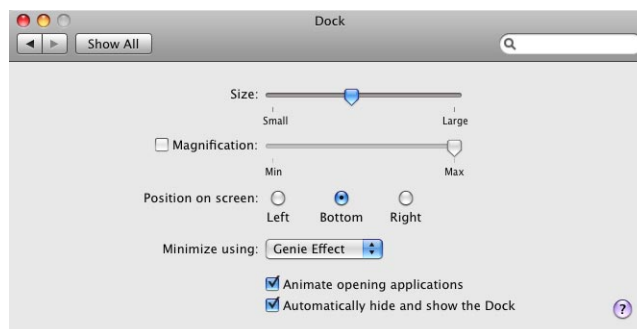 Dock
Show All
Size:
Small Large
Magnification:
Min Max
Position on screen:
Left Bottom Right
Minimize using: Genie Effect
Animate opening applications
Automatically hide and show the Dock
?